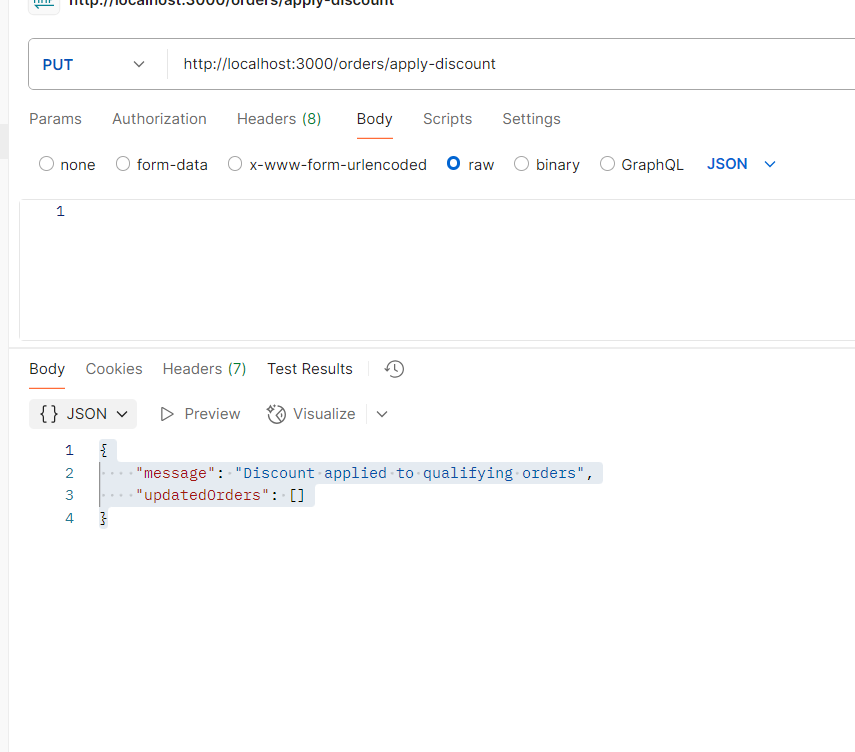 http://localhost:3000/orders/apply-discount
PUT http://localhost:3000/orders/apply-discount
Params Authorization Headers (8) Body Scripts Settings
none form-data x-www-form-urlencoded raw binary GraphQL JSON
1
Body Cookies Headers (7) Test Results
{} JSON Preview Visualize
1 {
2 "message": "Discount applied to qualifying orders",
3 "updatedOrders": []
4 }